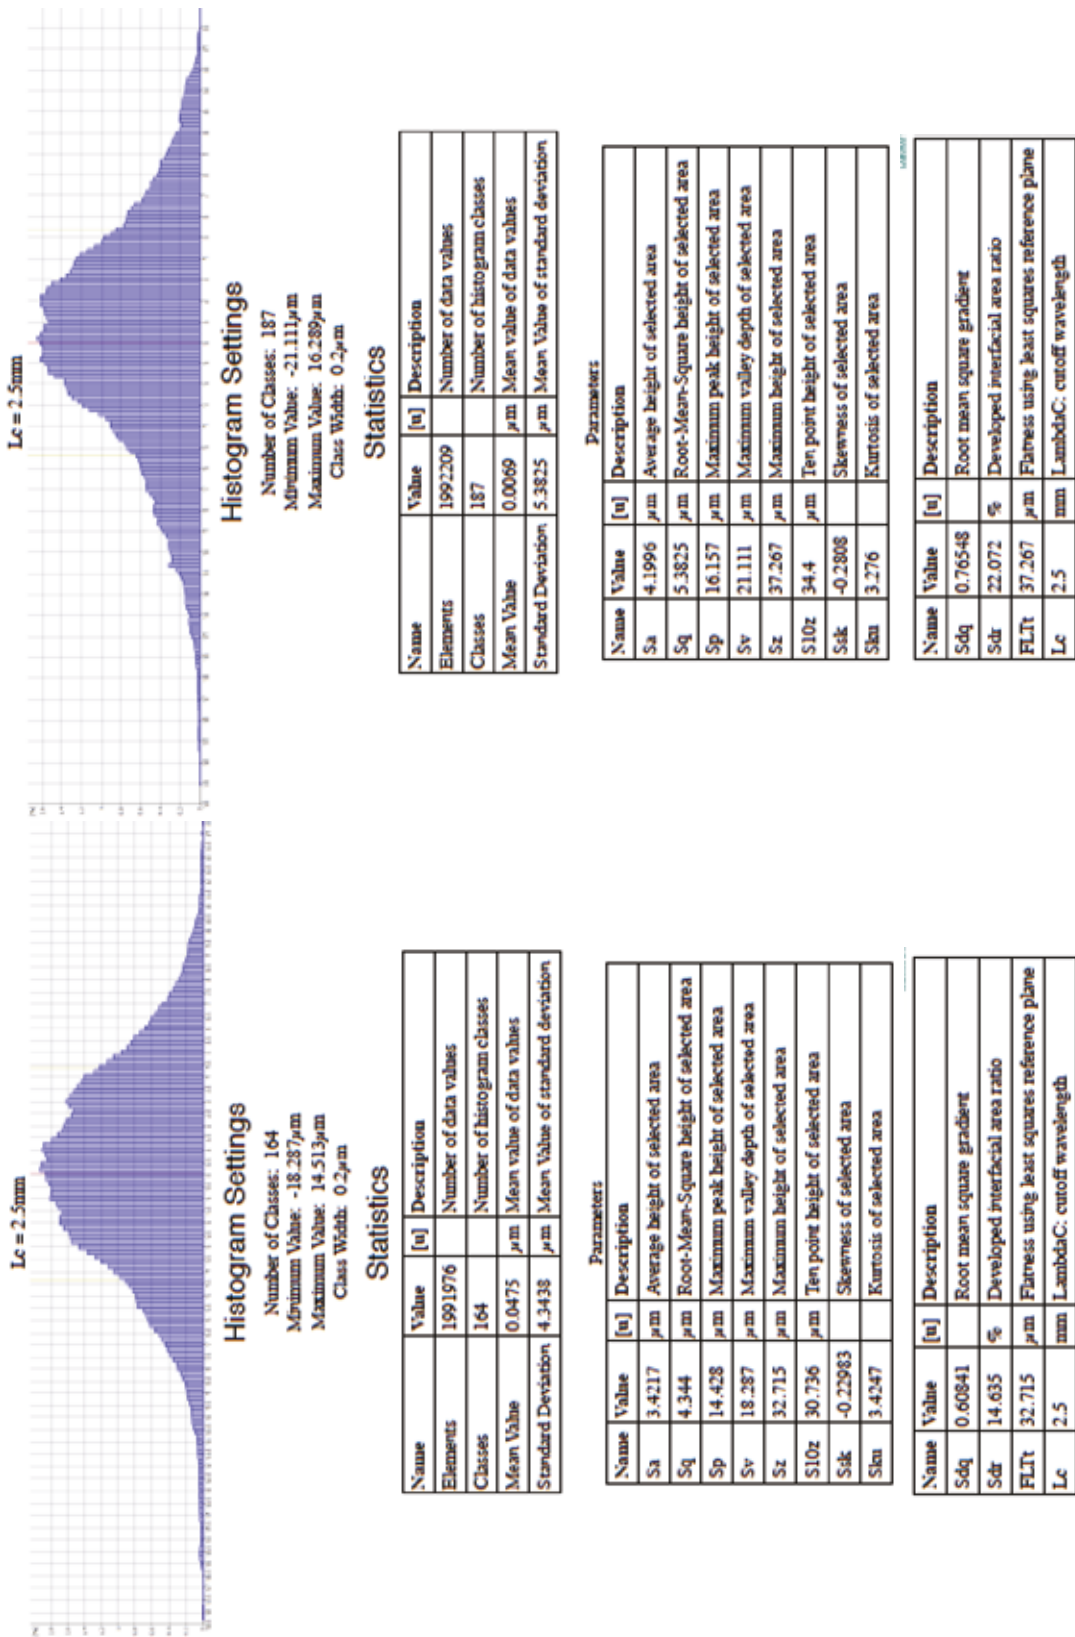 Lc = 2.5mm
Histogram Settings
Number of Classes: 164
Minimum Value: -18.287μm
Maximum Value: 14.513μm
Class Width: 0.2μm
Statistics
Name Value [u] Description
Elements 1991976 Number of data values
Classes 164 Number of histogram classes
Mean Value 0.0475 μm Mean value of data values
Standard Deviation 4.3438 μm Mean Value of standard deviation
Parameters
Name Value [u] Description
Sa 3.4217 μm Average height of selected area
Sq 4.344 μm Root-Mean-Square height of selected area
Sp 14.428 μm Maximum peak height of selected area
Sv 18.287 μm Maximum valley depth of selected area
Sz 32.715 μm Maximum height of selected area
S10z 30.736 μm Ten point height of selected area
Ssk -0.22983 Skewness of selected area
Sku 3.4247 Kurtosis of selected area
Name Value [u] Description
Sdq 0.60841 Root mean square gradient
Sdr 14.635 % Developed interfacial area ratio
FLTt 32.715 μm Flatness using least squares reference plane
Lc 2.5 mm LambdaC: cutoff wavelength
Lc = 2.5mm
Histogram Settings
Number of Classes: 187
Minimum Value: -21.111μm
Maximum Value: 16.289μm
Class Width: 0.2μm
Statistics
Name Value [u] Description
Elements 1992209 Number of data values
Classes 187 Number of histogram classes
Mean Value 0.0069 μm Mean value of data values
Standard Deviation 5.3825 μm Mean Value of standard deviation
Parameters
Name Value [u] Description
Sa 4.1996 μm Average height of selected area
Sq 5.3825 μm Root-Mean-Square height of selected area
Sp 16.157 μm Maximum peak height of selected area
Sv 21.111 μm Maximum valley depth of selected area
Sz 37.267 μm Maximum height of selected area
S10z 34.4 μm Ten point height of selected area
Ssk -0.2808 Skewness of selected area
Sku 3.276 Kurtosis of selected area
Name Value [u] Description
Sdq 0.76548 Root mean square gradient
Sdr 22.072 % Developed interfacial area ratio
FLTt 37.267 μm Flatness using least squares reference plane
Lc 2.5 mm LambdaC: cutoff wavelength